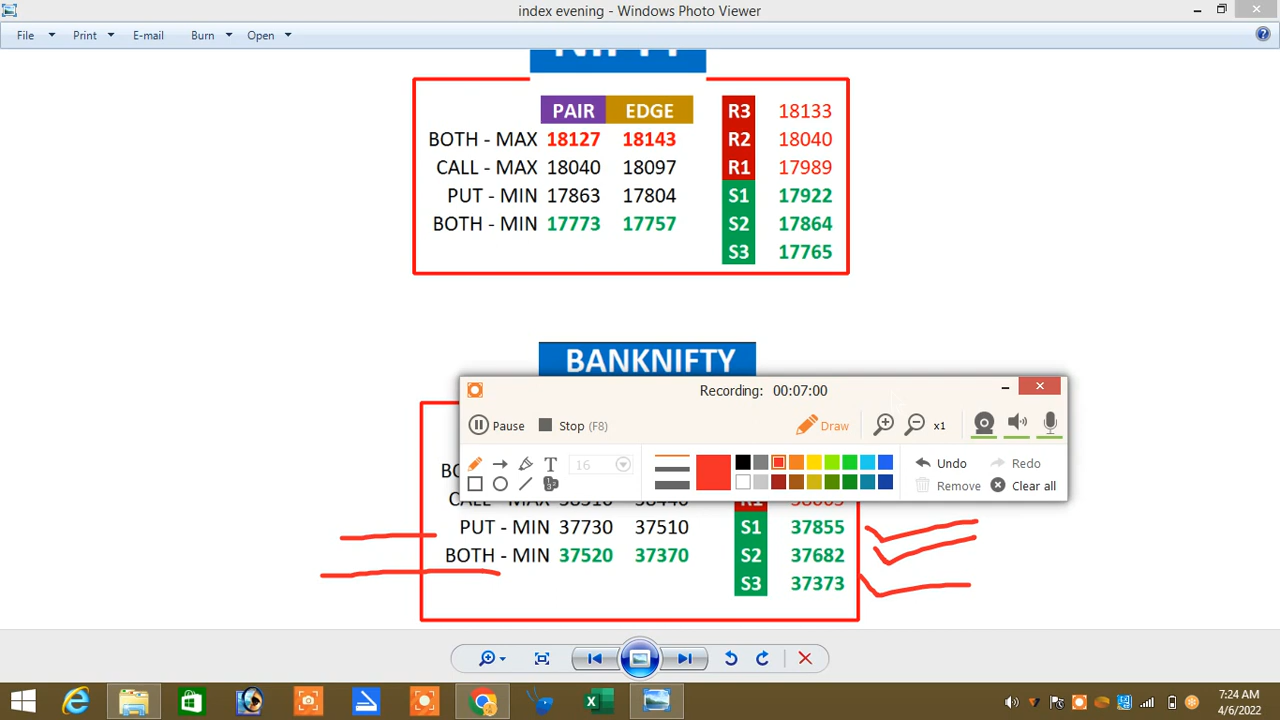 index evening - Windows Photo Viewer
File Print E-mail Burn Open
NIFTY
PAIR EDGE R3 18133
BOTH - MAX 18127 18143 R2 18040
CALL - MAX 18040 18097 R1 17989
PUT - MIN 17863 17804 S1 17922
BOTH - MIN 17773 17757 S2 17864
S3 17765
BANKNIFTY
Recording: 00:07:00
Pause Stop (F8) Draw x1
T 16 Undo Redo
Remove Clear all
PUT - MIN 37730 37510 S1 37855
BOTH - MIN 37520 37370 S2 37682
S3 37373
7:24 AM
4/6/2022